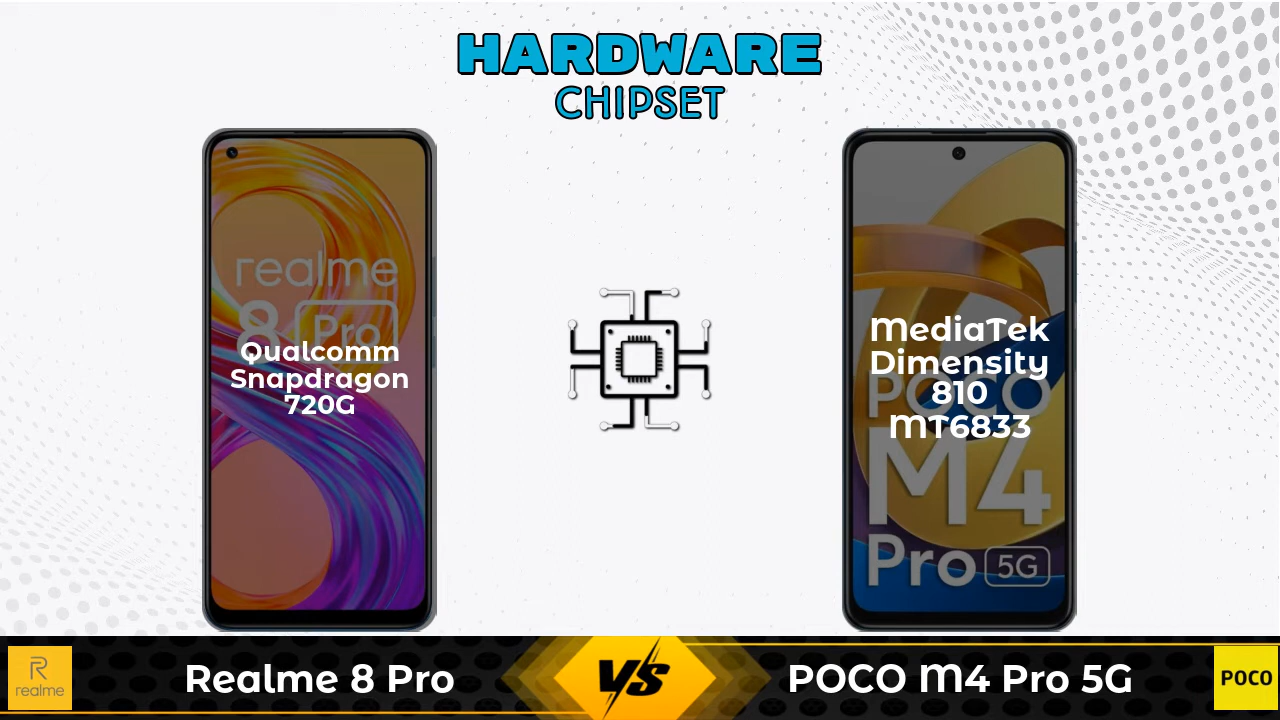 HARDWARE
CHIPSET
realme
8 Pro
Qualcomm
Snapdragon
720G
MediaTek
Dimensity
810
MT6833
POCO
M4
Pro 5G
R
realme
Realme 8 Pro
VS
POCO M4 Pro 5G
POCO